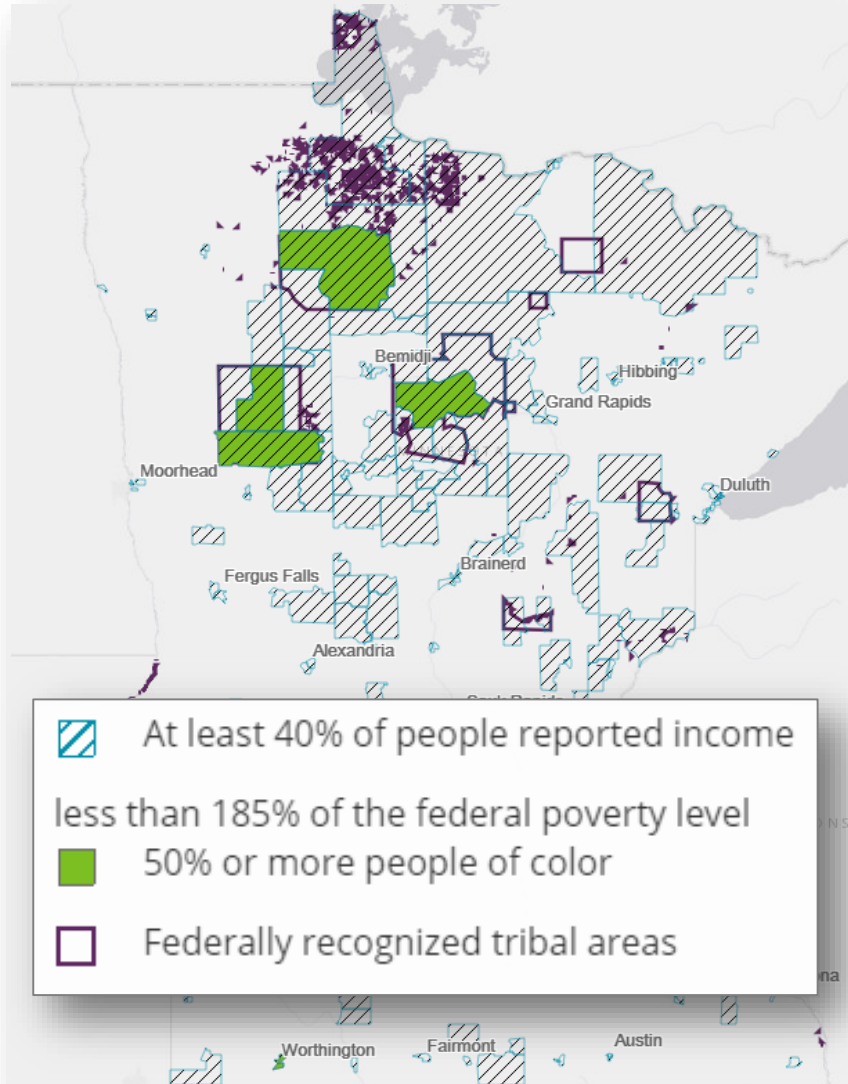 Bemidji
Hibbing
Grand Rapids
Moorhead
Duluth
Brainerd
Fergus Falls
Alexandria
At least 40% of people reported income
less than 185% of the federal poverty level
50% or more people of color
Federally recognized tribal areas
Worthington
Fairmont
Austin